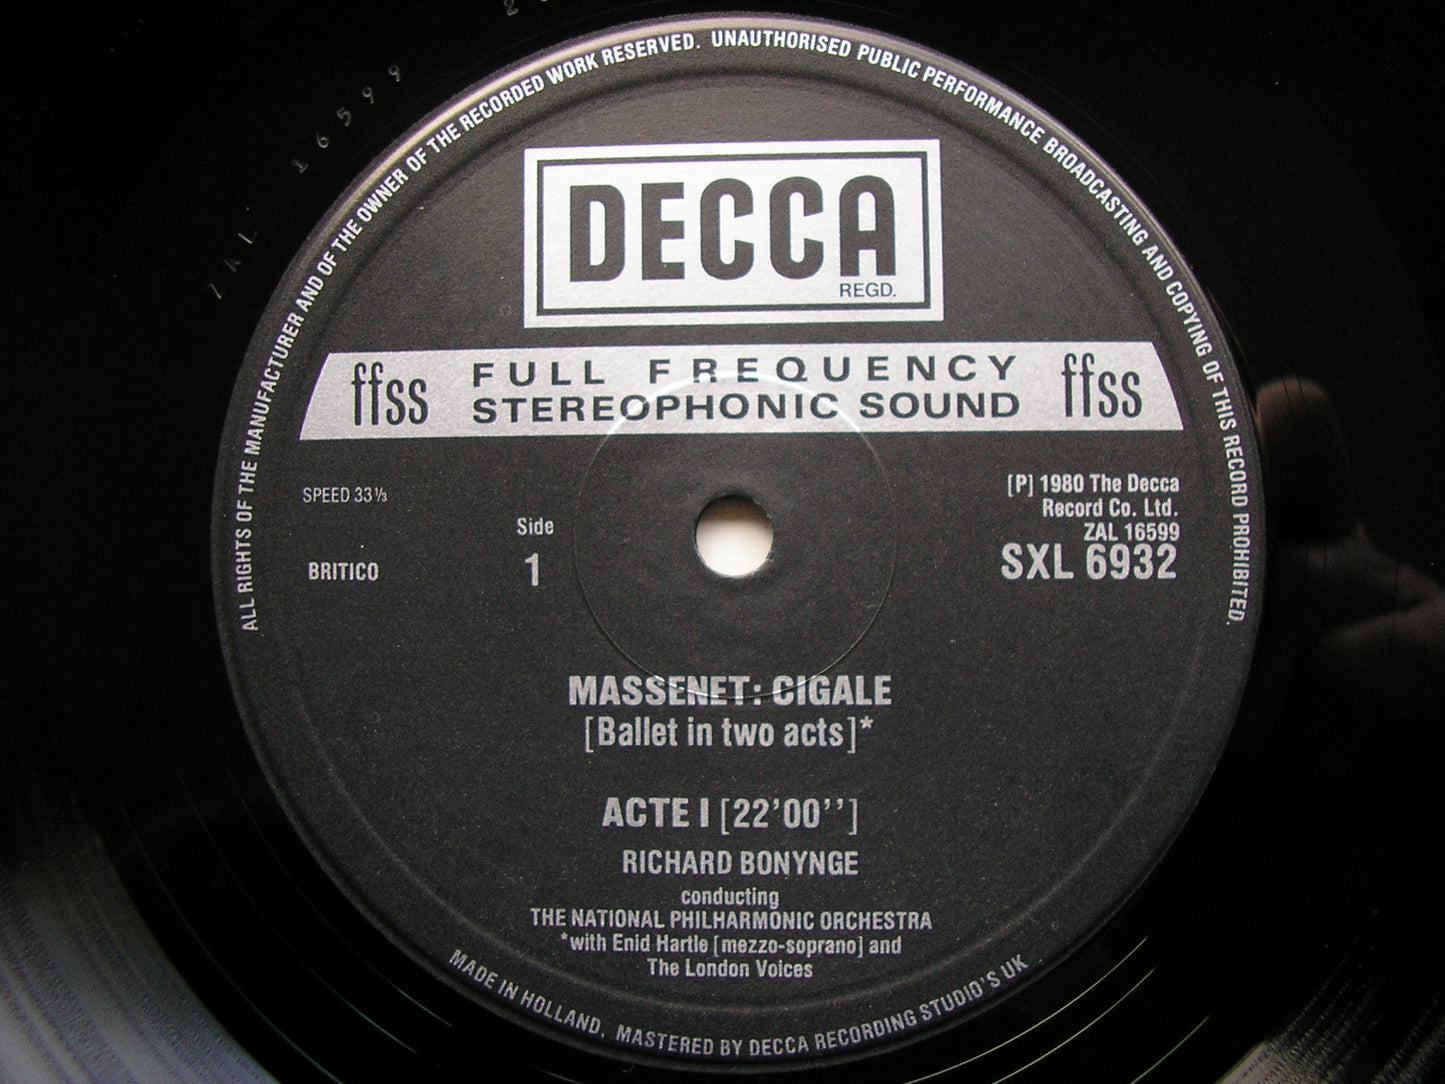 ALL RIGHTS OF THE MANUFACTURER AND OF THE OWNER OF THE RECORDED WORK RESERVED. UNAUTHORISED PUBLIC PERFORMANCE BROADCASTING AND COPYING OF THIS RECORD PROHIBITED.
ZAL 16599
DECCA
REGD.
ffss FULL FREQUENCY ffss
STEREOPHONIC SOUND
SPEED 33⅓
Side
1
BRITICO
[P] 1980 The Decca
Record Co. Ltd.
ZAL 16599
SXL 6932
MASSENET: CIGALE
[Ballet in two acts]*
ACTE I [22'00'']
RICHARD BONYNGE
conducting
THE NATIONAL PHILHARMONIC ORCHESTRA
*with Enid Hartle [mezzo-soprano] and
The London Voices
MADE IN HOLLAND. MASTERED BY DECCA RECORDING STUDIO'S UK